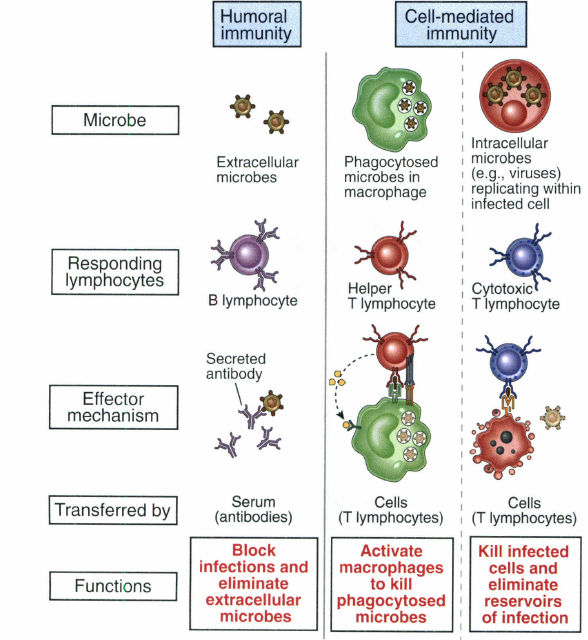 Humoral
immunity
Cell-mediated
immunity
Microbe
Extracellular
microbes
Phagocytosed
microbes in
macrophage
Intracellular
microbes
(e.g., viruses)
replicating within
infected cell
Responding
lymphocytes
B lymphocyte
Helper
T lymphocyte
Cytotoxic
T lymphocyte
Effector
mechanism
Secreted
antibody
Transferred by
Serum
(antibodies)
Cells
(T lymphocytes)
Cells
(T lymphocytes)
Functions
Block
infections and
eliminate
extracellular
microbes
Activate
macrophages
to kill
phagocytosed
microbes
Kill infected
cells and
eliminate
reservoirs
of infection